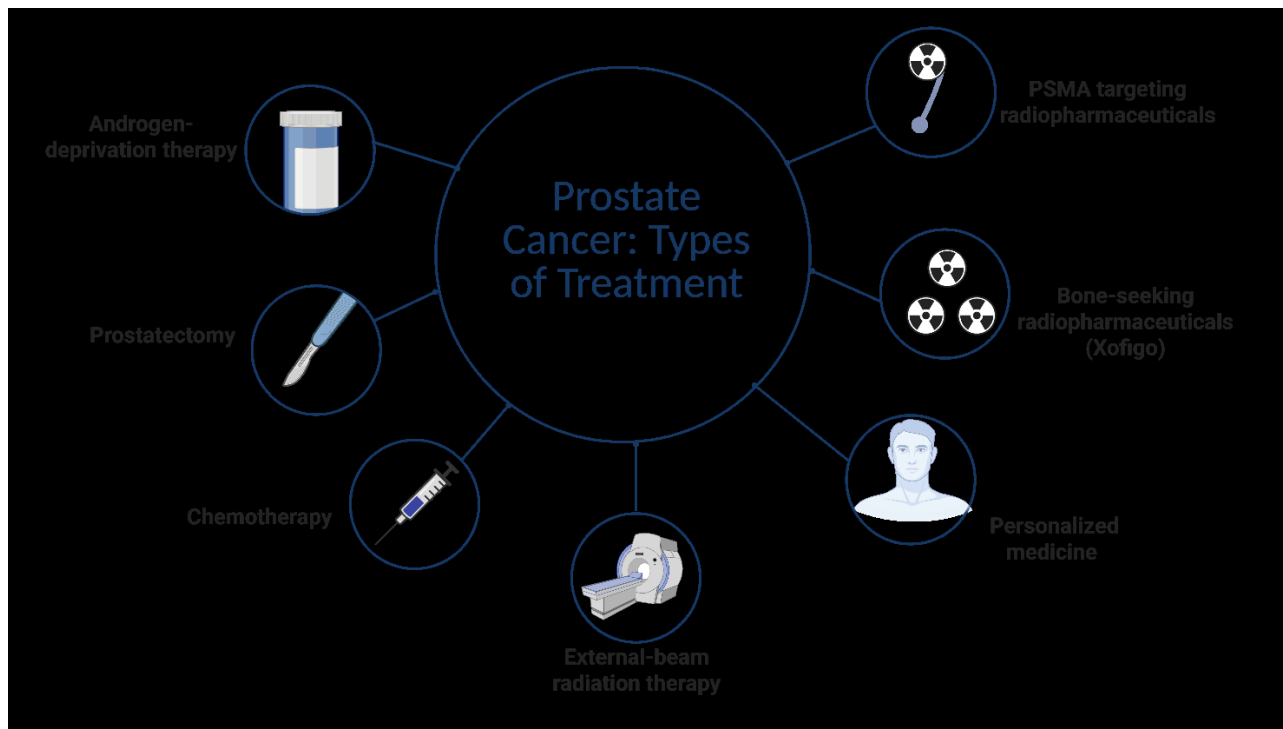 Prostate
Cancer: Types
of Treatment
Androgen-
deprivation therapy
Prostatectomy
Chemotherapy
External-beam
radiation therapy
Personalized
medicine
Bone-seeking
radiopharmaceuticals
(Xofigo)
PSMA targeting
radiopharmaceuticals